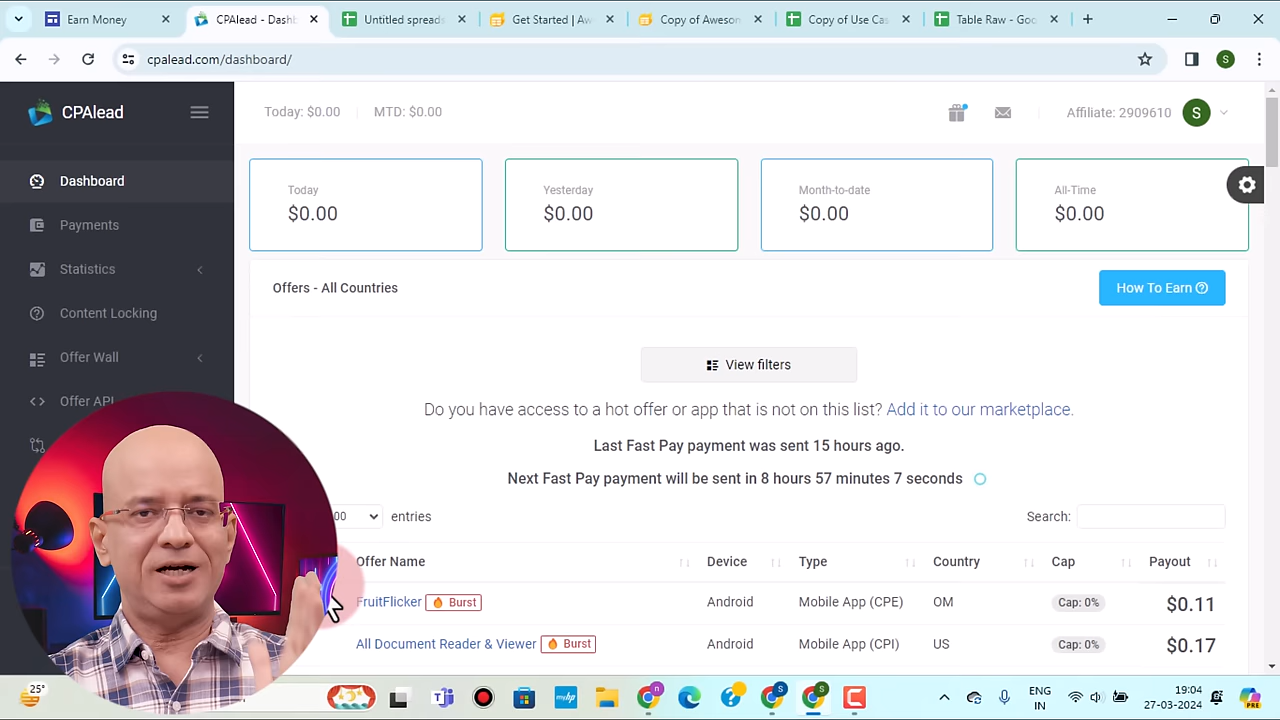 Earn Money
CPAlead - Dashb
Untitled spreads
Get Started | Aw
Copy of Aweson
Copy of Use Ca
Table Raw - Goo
cpalead.com/dashboard/
S
CPAlead
Today: $0.00
MTD: $0.00
Affiliate: 2909610
S
Dashboard
Payments
Statistics
Content Locking
Offer Wall
Offer API
Today
$0.00
Yesterday
$0.00
Month-to-date
$0.00
All-Time
$0.00
Offers - All Countries
How To Earn
View filters
Do you have access to a hot offer or app that is not on this list? Add it to our marketplace.
Last Fast Pay payment was sent 15 hours ago.
Next Fast Pay payment will be sent in 8 hours 57 minutes 7 seconds
00 entries
Search:
Offer Name Device Type Country Cap Payout
FruitFlicker Burst Android Mobile App (CPE) OM Cap: 0% $0.11
All Document Reader & Viewer Burst Android Mobile App (CPI) US Cap: 0% $0.17
25°
myhp
n
S
S
ENG
IN
19:04
27-03-2024
PRE